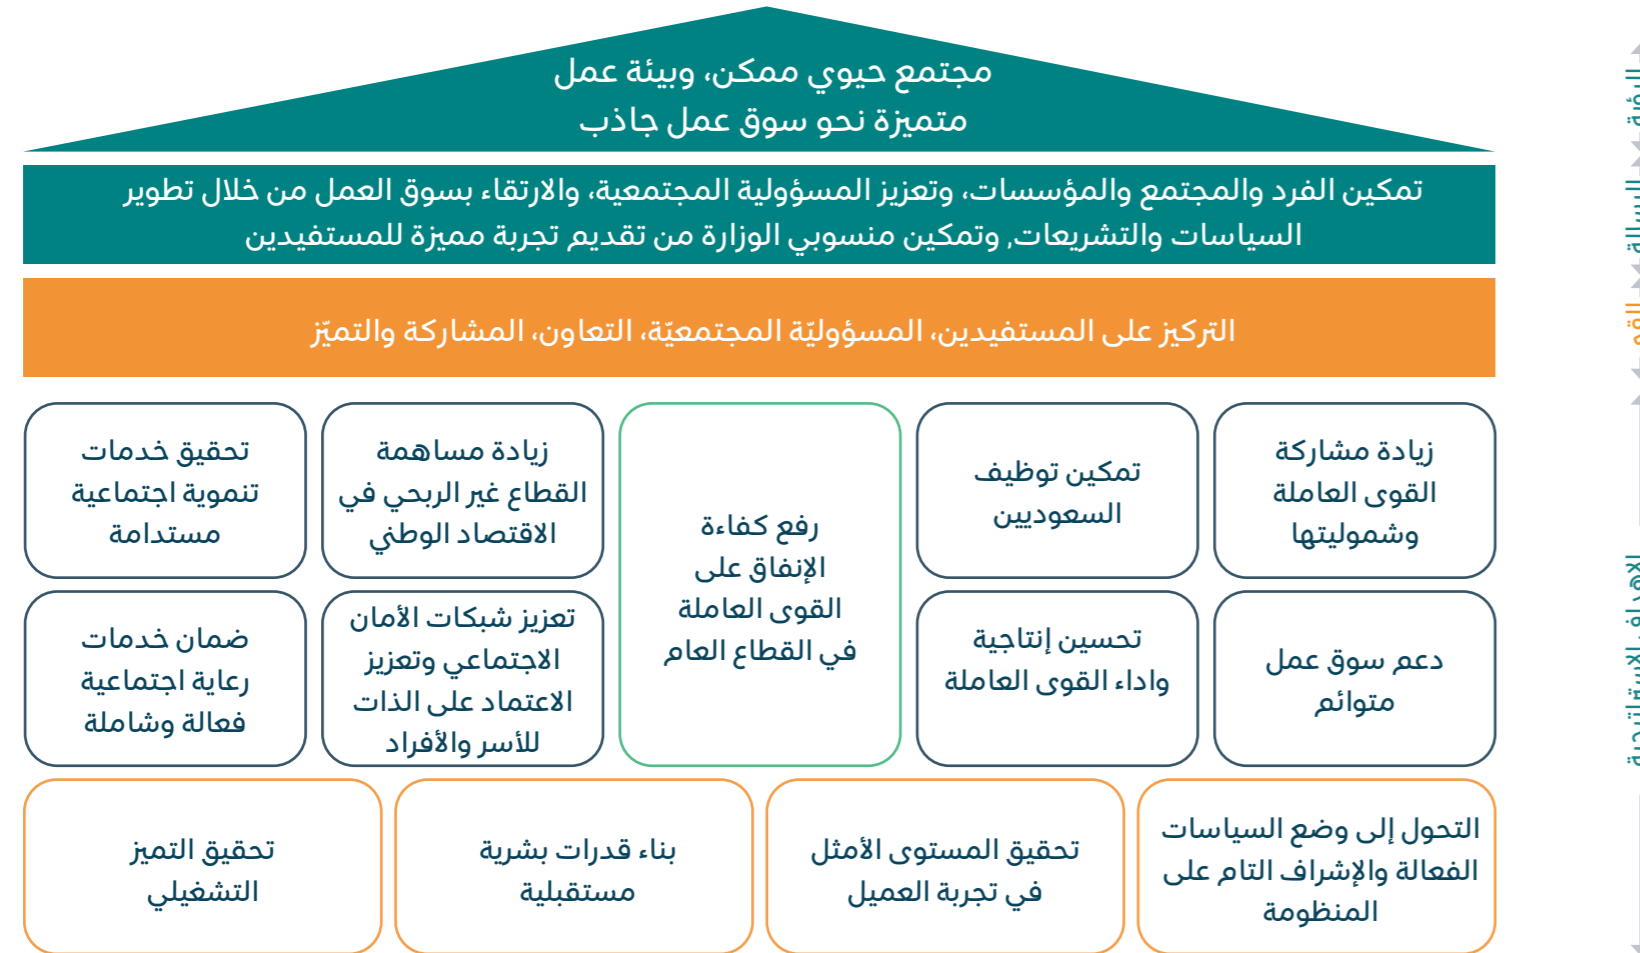 مجتمع حيوي ممكن، وبيئة عمل
متميزة نحو سوق عمل جاذب
تمكين الفرد والمجتمع والمؤسسات، وتعزيز المسؤولية المجتمعية، والارتقاء بسوق العمل من خلال تطوير
السياسات والتشريعات, وتمكين منسوبي الوزارة من تقديم تجربة مميزة للمستفيدين
التركيز على المستفيدين، المسؤوليّة المجتمعيّة، التعاون، المشاركة والتميّز
زيادة مشاركة
القوى العاملة
وشموليتها
تمكين توظيف
السعوديين
رفع كفاءة
الإنفاق على
القوى العاملة
في القطاع العام
زيادة مساهمة
القطاع غير الربحي في
الاقتصاد الوطني
تحقيق خدمات
تنموية اجتماعية
مستدامة
دعم سوق عمل
متوائم
تحسين إنتاجية
واداء القوى العاملة
تعزيز شبكات الأمان
الاجتماعي وتعزيز
الاعتماد على الذات
للأسر والأفراد
ضمان خدمات
رعاية اجتماعية
فعالة وشاملة
التحول إلى وضع السياسات
الفعالة والإشراف التام على
المنظومة
تحقيق المستوى الأمثل
في تجربة العميل
بناء قدرات بشرية
مستقبلية
تحقيق التميز
التشغيلي